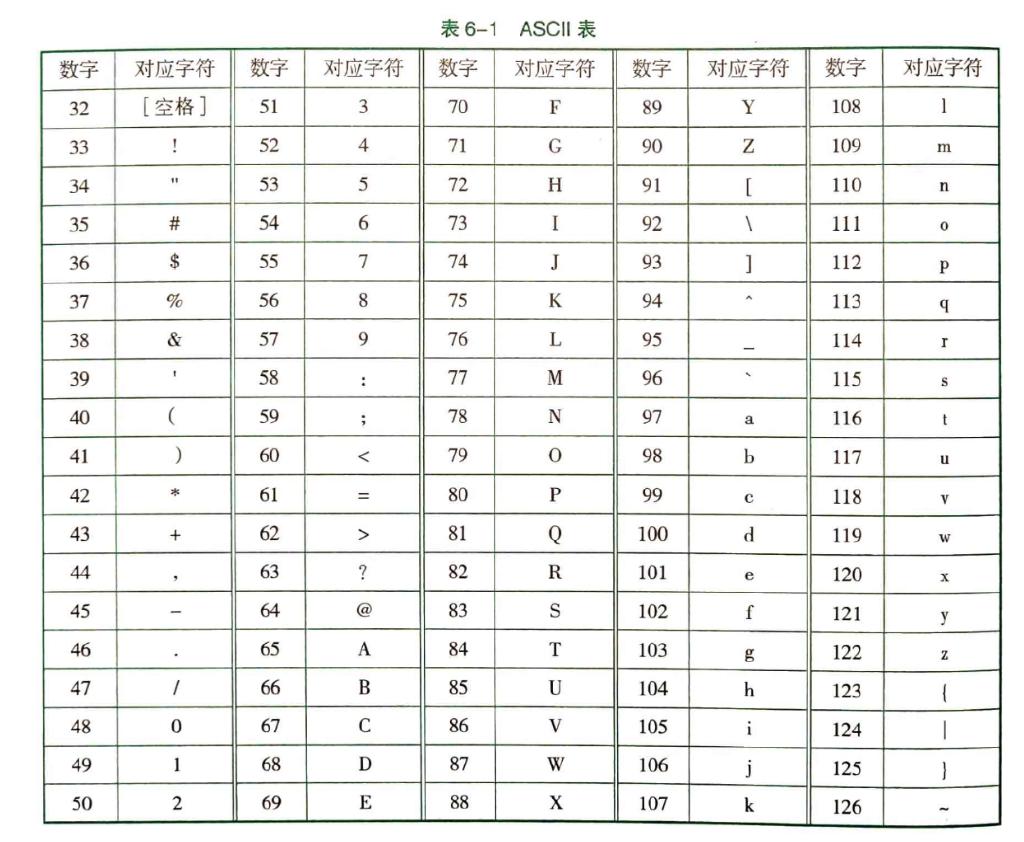 表 6-1 ASCII 表
数字 对应字符 数字 对应字符 数字 对应字符 数字 对应字符 数字 对应字符
32 [空格] 51 3 70 F 89 Y 108 l
33 ! 52 4 71 G 90 Z 109 m
34 " 53 5 72 H 91 [ 110 n
35 # 54 6 73 I 92 \ 111 o
36 $ 55 7 74 J 93 ] 112 p
37 % 56 8 75 K 94 ^ 113 q
38 & 57 9 76 L 95 _ 114 r
39 ' 58 : 77 M 96 ` 115 s
40 ( 59 ; 78 N 97 a 116 t
41 ) 60 < 79 O 98 b 117 u
42 * 61 = 80 P 99 c 118 v
43 + 62 > 81 Q 100 d 119 w
44 , 63 ? 82 R 101 e 120 x
45 - 64 @ 83 S 102 f 121 y
46 . 65 A 84 T 103 g 122 z
47 / 66 B 85 U 104 h 123 {
48 0 67 C 86 V 105 i 124 |
49 1 68 D 87 W 106 j 125 }
50 2 69 E 88 X 107 k 126 ~